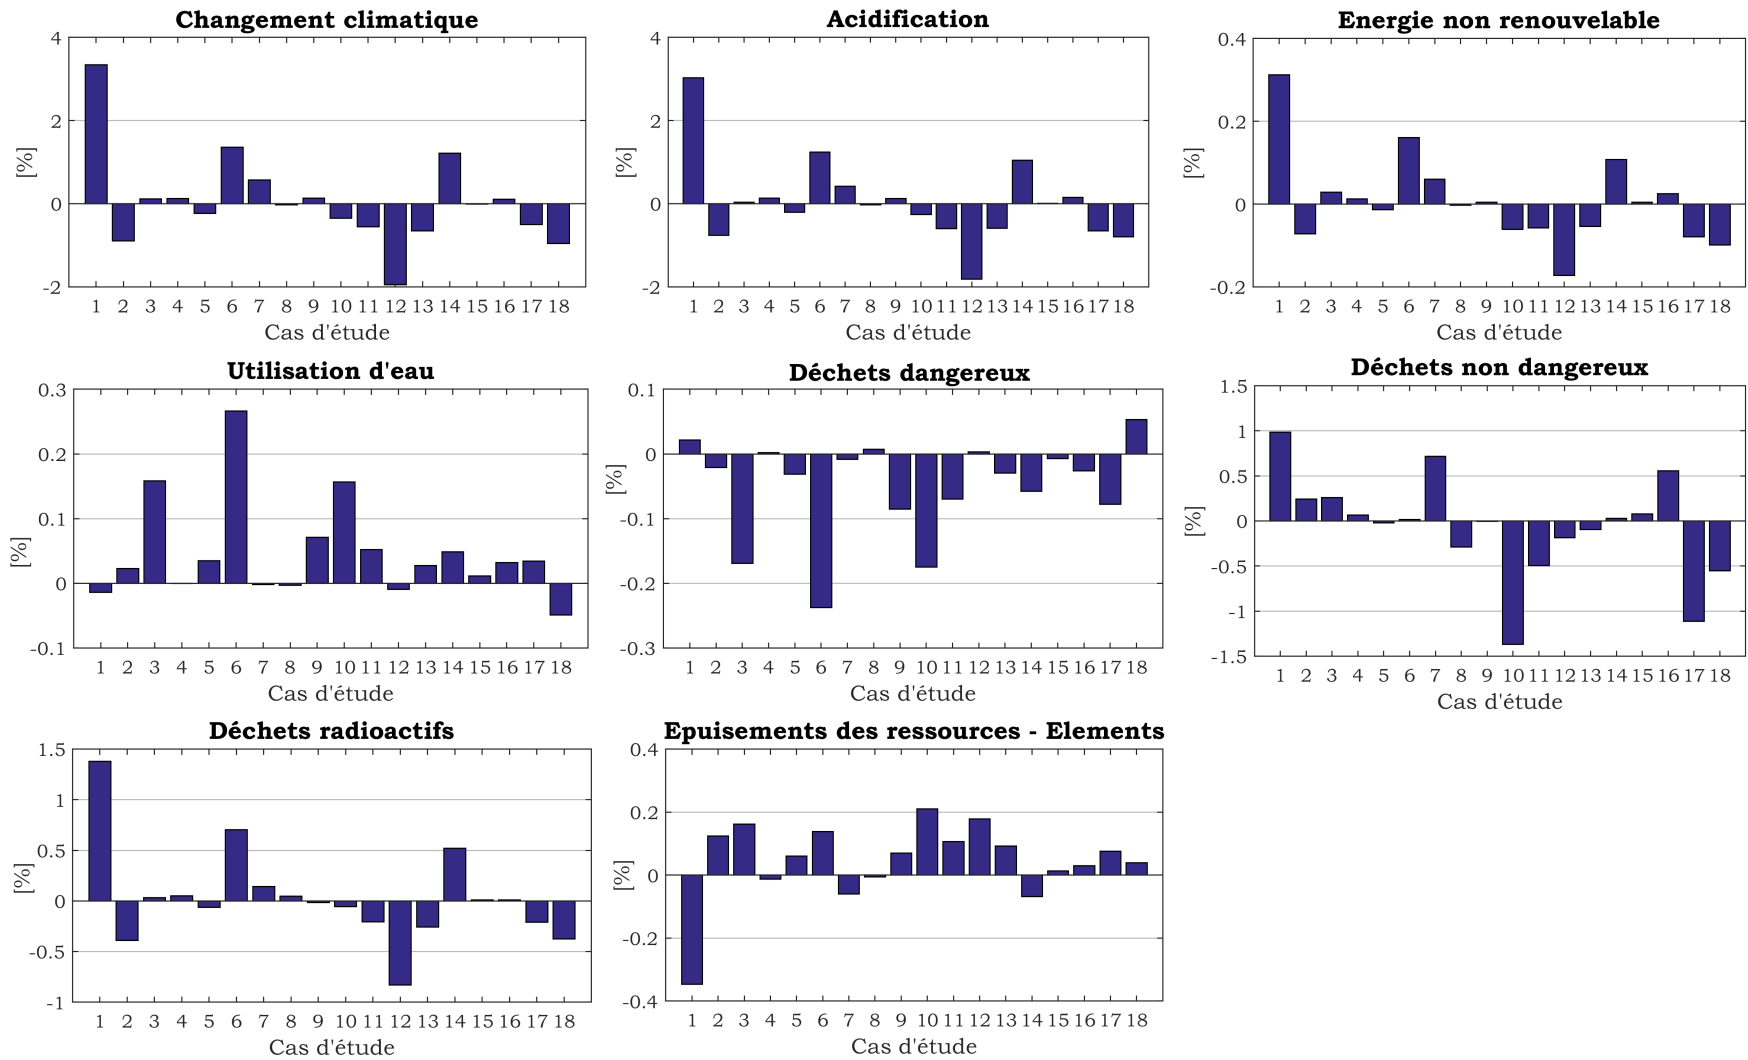 Changement climatique
4
2
0
-2
[%]
1 2 3 4 5 6 7 8 9 10 11 12 13 14 15 16 17 18
Cas d'étude
Acidification
4
2
0
-2
[%]
1 2 3 4 5 6 7 8 9 10 11 12 13 14 15 16 17 18
Cas d'étude
Energie non renouvelable
0.4
0.2
0
-0.2
[%]
1 2 3 4 5 6 7 8 9 10 11 12 13 14 15 16 17 18
Cas d'étude
Utilisation d'eau
0.3
0.2
0.1
0
-0.1
[%]
1 2 3 4 5 6 7 8 9 10 11 12 13 14 15 16 17 18
Cas d'étude
Déchets dangereux
0.1
0
-0.1
-0.2
-0.3
[%]
1 2 3 4 5 6 7 8 9 10 11 12 13 14 15 16 17 18
Cas d'étude
Déchets non dangereux
1.5
1
0.5
0
-0.5
-1
-1.5
[%]
1 2 3 4 5 6 7 8 9 10 11 12 13 14 15 16 17 18
Cas d'étude
Déchets radioactifs
1.5
1
0.5
0
-0.5
-1
[%]
1 2 3 4 5 6 7 8 9 10 11 12 13 14 15 16 17 18
Cas d'étude
Epuisements des ressources - Elements
0.4
0.2
0
-0.2
-0.4
[%]
1 2 3 4 5 6 7 8 9 10 11 12 13 14 15 16 17 18
Cas d'étude